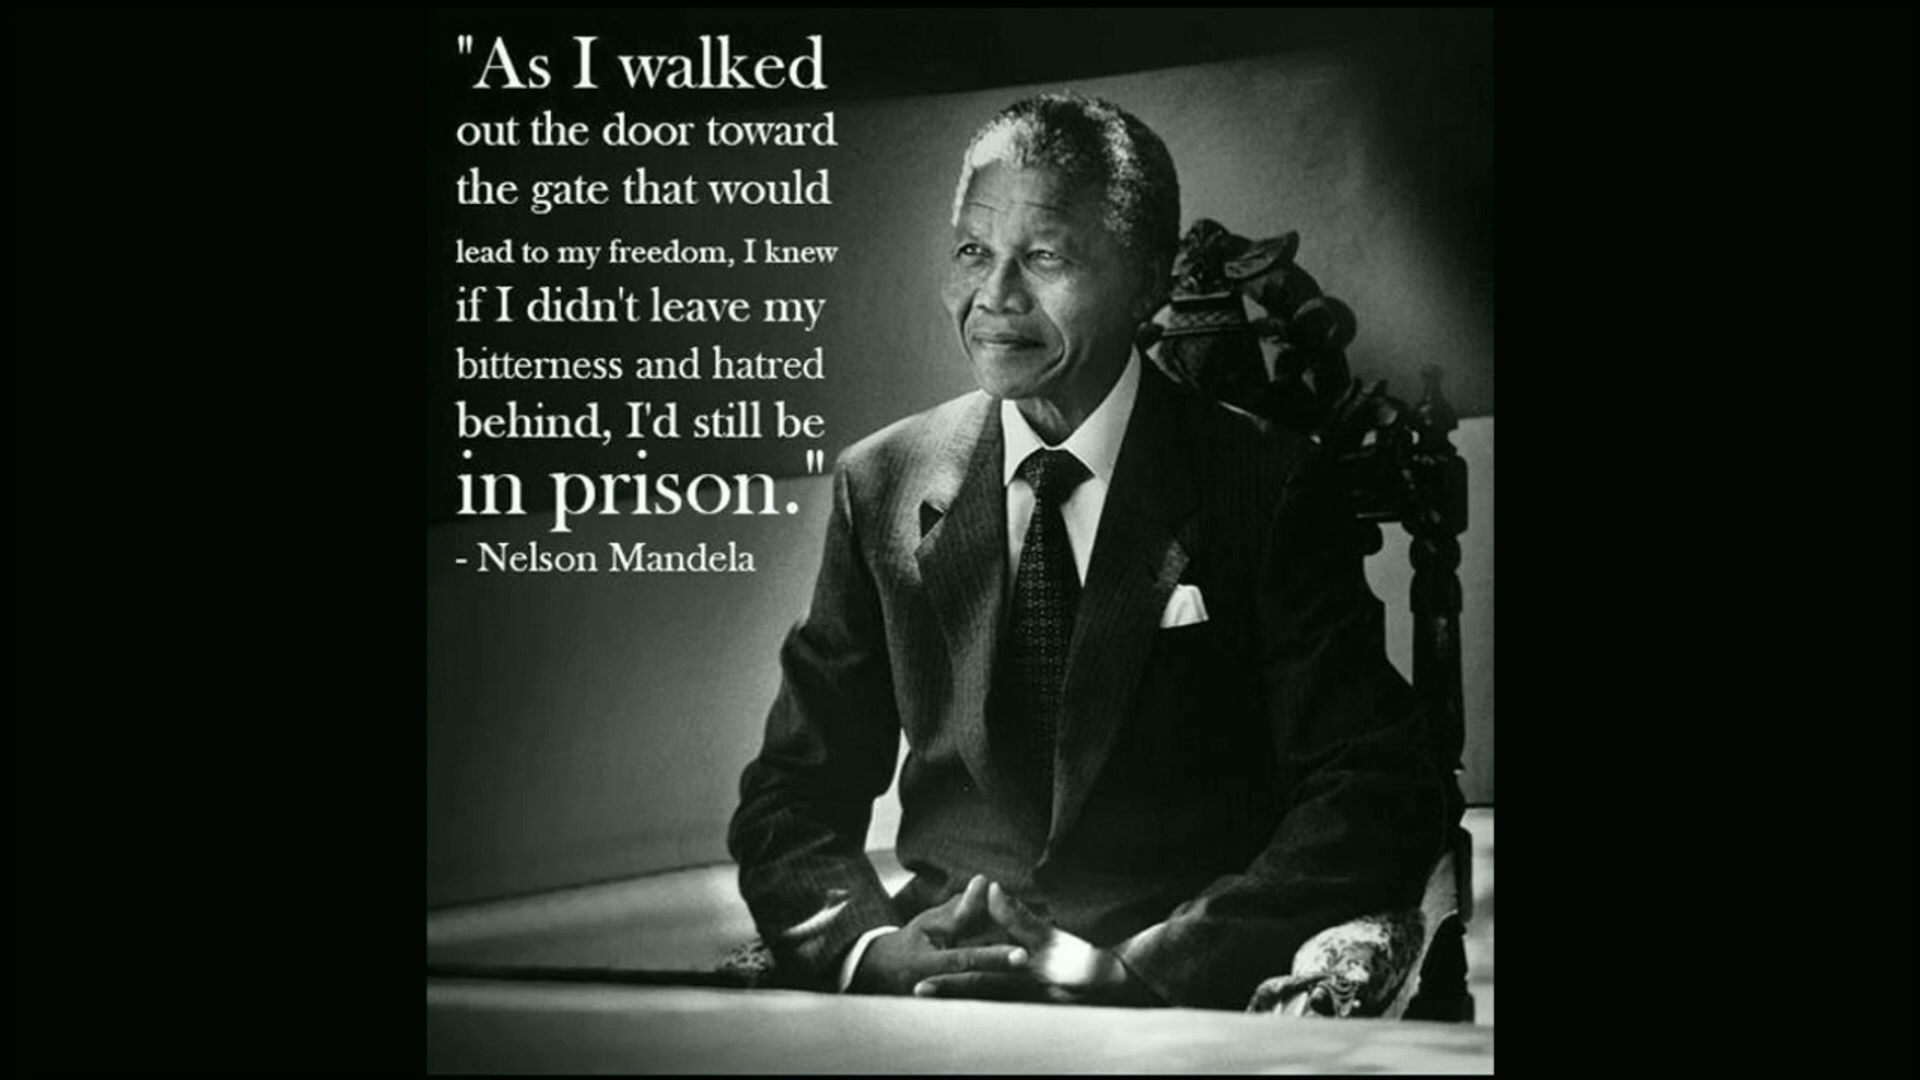 "As I walked
out the door toward
the gate that would
lead to my freedom, I knew
if I didn't leave my
bitterness and hatred
behind, I'd still be
in prison."
- Nelson Mandela